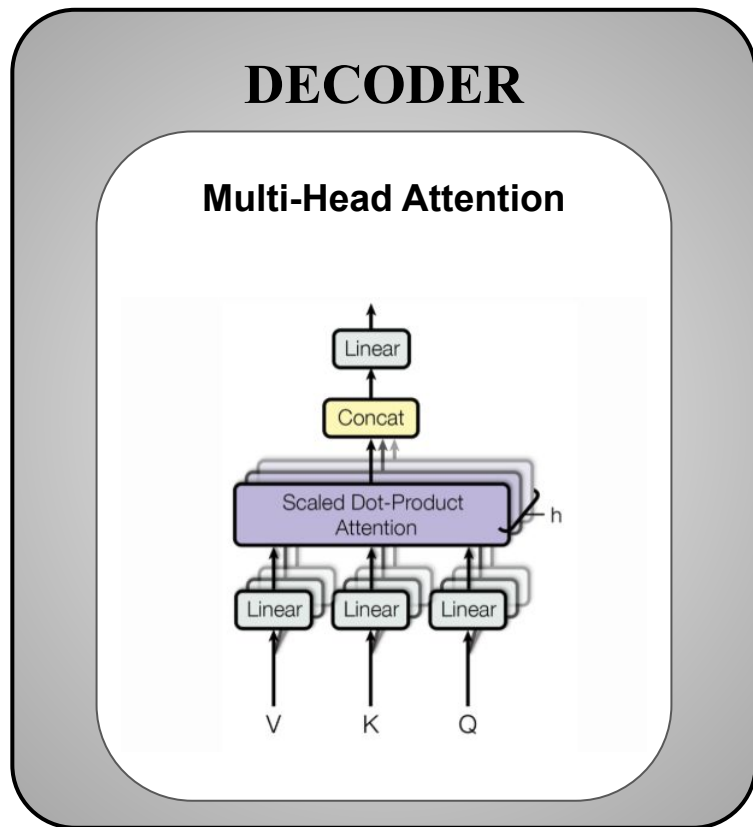 DECODER
Multi-Head Attention
Linear
Concat
Scaled Dot-Product
Attention
h
Linear Linear Linear
V K Q